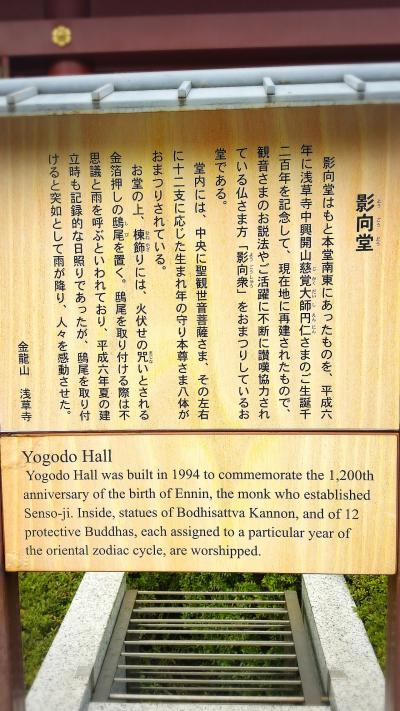 影向堂
影向堂はもと本堂南東にあったものを、平成六
年に浅草寺中興開山慈覚大師円仁さまのご生誕千
二百年を記念して、現在地に再建されたもので、
観音さまのお説法やご活躍に不断に讃嘆協力され
ている仏さま方「影向衆」をおまつりしているお
堂である。
堂内には、中央に聖観世音菩薩さま、その左右
に十二支に応じた生まれ年の守り本尊さま八体が
おまつりされている。
お堂の上、棟飾りには、火伏せの咒いとされる
金箔押しの鴟尾を置く。鴟尾を取り付ける際は不
思議と雨を呼ぶといわれており、平成六年夏の建
立時も記録的な日照りであったが、鴟尾を取り付
けると突如として雨が降り、人々を感動させた。
金龍山 浅草寺
Yogodo Hall
Yogodo Hall was built in 1994 to commemorate the 1,200th
anniversary of the birth of Ennin, the monk who established
Senso-ji. Inside, statues of Bodhisattva Kannon, and of 12
protective Buddhas, each assigned to a particular year of
the oriental zodiac cycle, are worshipped.